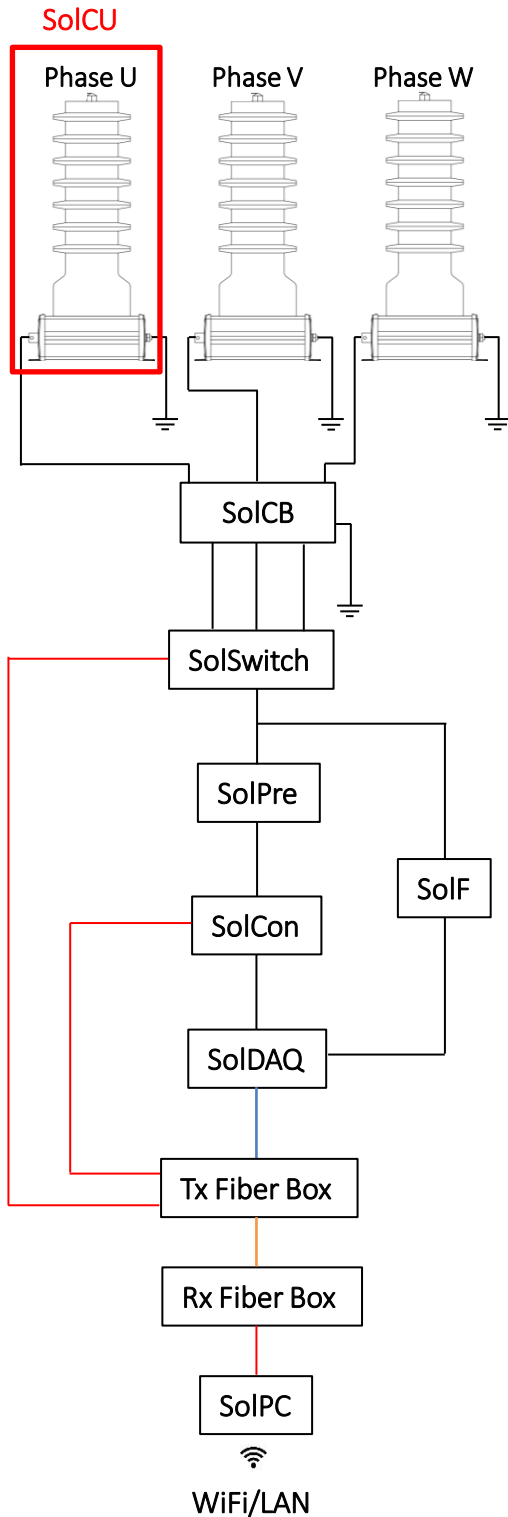 SolCU
Phase U
Phase V
Phase W
SolCB
SolSwitch
SolPre
SolF
SolCon
SolDAQ
Tx Fiber Box
Rx Fiber Box
SolPC
WiFi/LAN